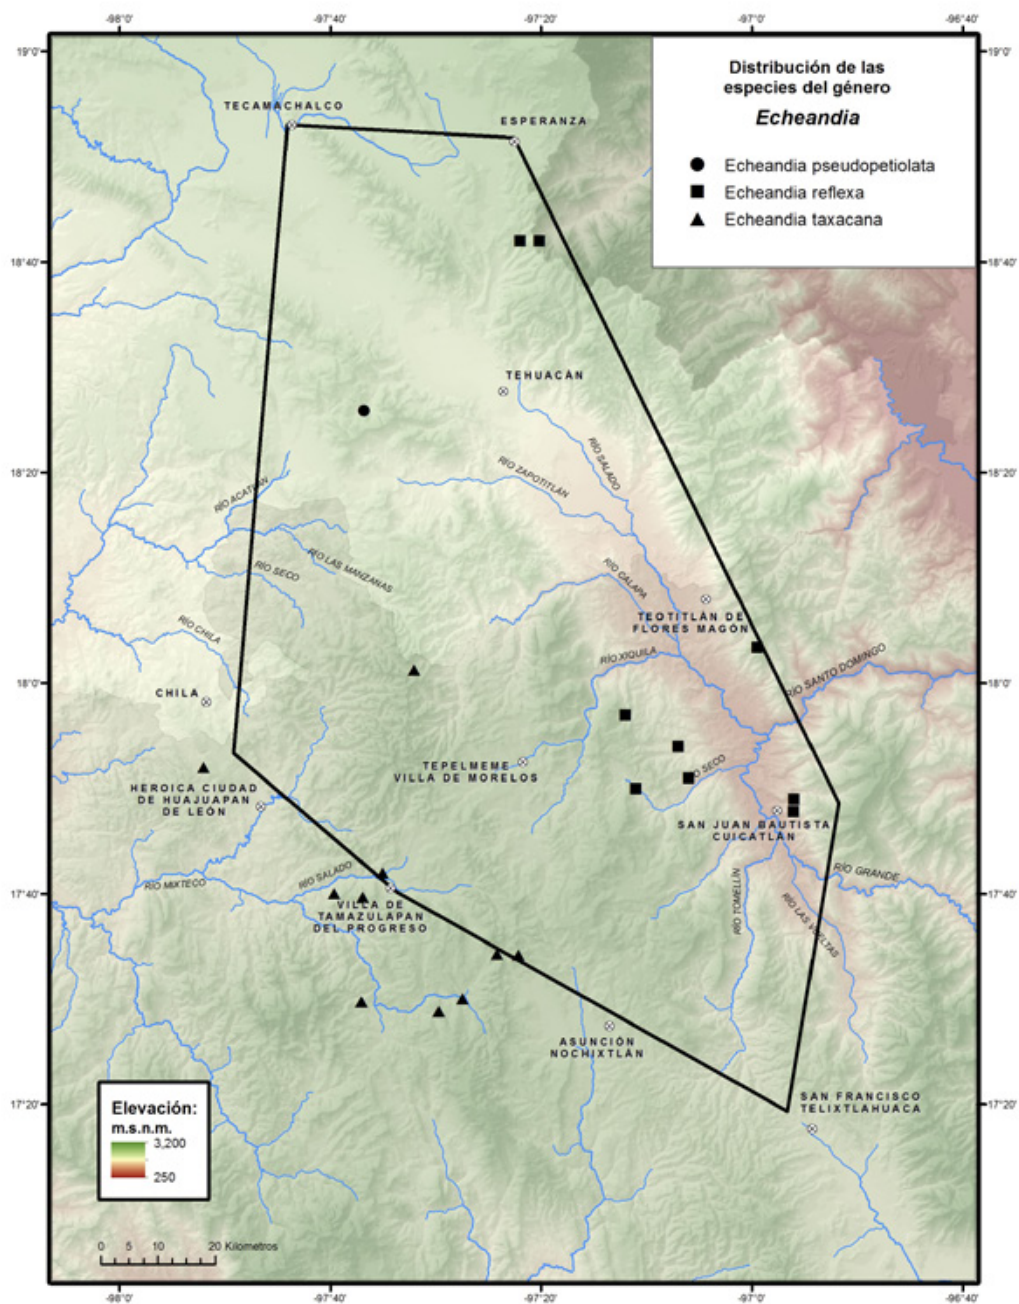 -98°0'
-97°40'
-97°20'
-97°0'
-96°40'
19°0'
19°0'
Distribución de las
especies del género
Echeandia
Echeandia pseudopetiolata
Echeandia reflexa
Echeandia taxacana
TECAMACHALCO
ESPERANZA
18°40'
18°40'
TEHUACÁN
RÍO SALADO
RÍO ZAPOTITLÁN
18°20'
18°20'
RÍO ACATLÁN
RÍO LAS MANZANAS
RÍO SECO
RÍO CALAPA
TEOTITLÁN DE
FLORES MAGÓN
RÍO CHILA
RÍO XIQUILA
RÍO SANTO DOMINGO
18°0'
18°0'
CHILA
TEPELMEME
VILLA DE MORELOS
O SECO
HEROICA CIUDAD
DE HUAJUAPAN
DE LEÓN
SAN JUAN BAUTISTA
CUICATLÁN
RÍO GRANDE
RÍO MIXTECO
RÍO SALADO
17°40'
17°40'
VILLA DE
TAMAZULAPAN
DEL PROGRESO
RÍO TOMELLÍN
RÍO LAS VUELTAS
ASUNCIÓN
NOCHIXTLÁN
SAN FRANCISCO
TELIXTLAHUACA
17°20'
17°20'
Elevación:
m.s.n.m.
3,200
250
0 5 10 20 Kilometros
-98°0'
-97°40'
-97°20'
-97°0'
-96°40'